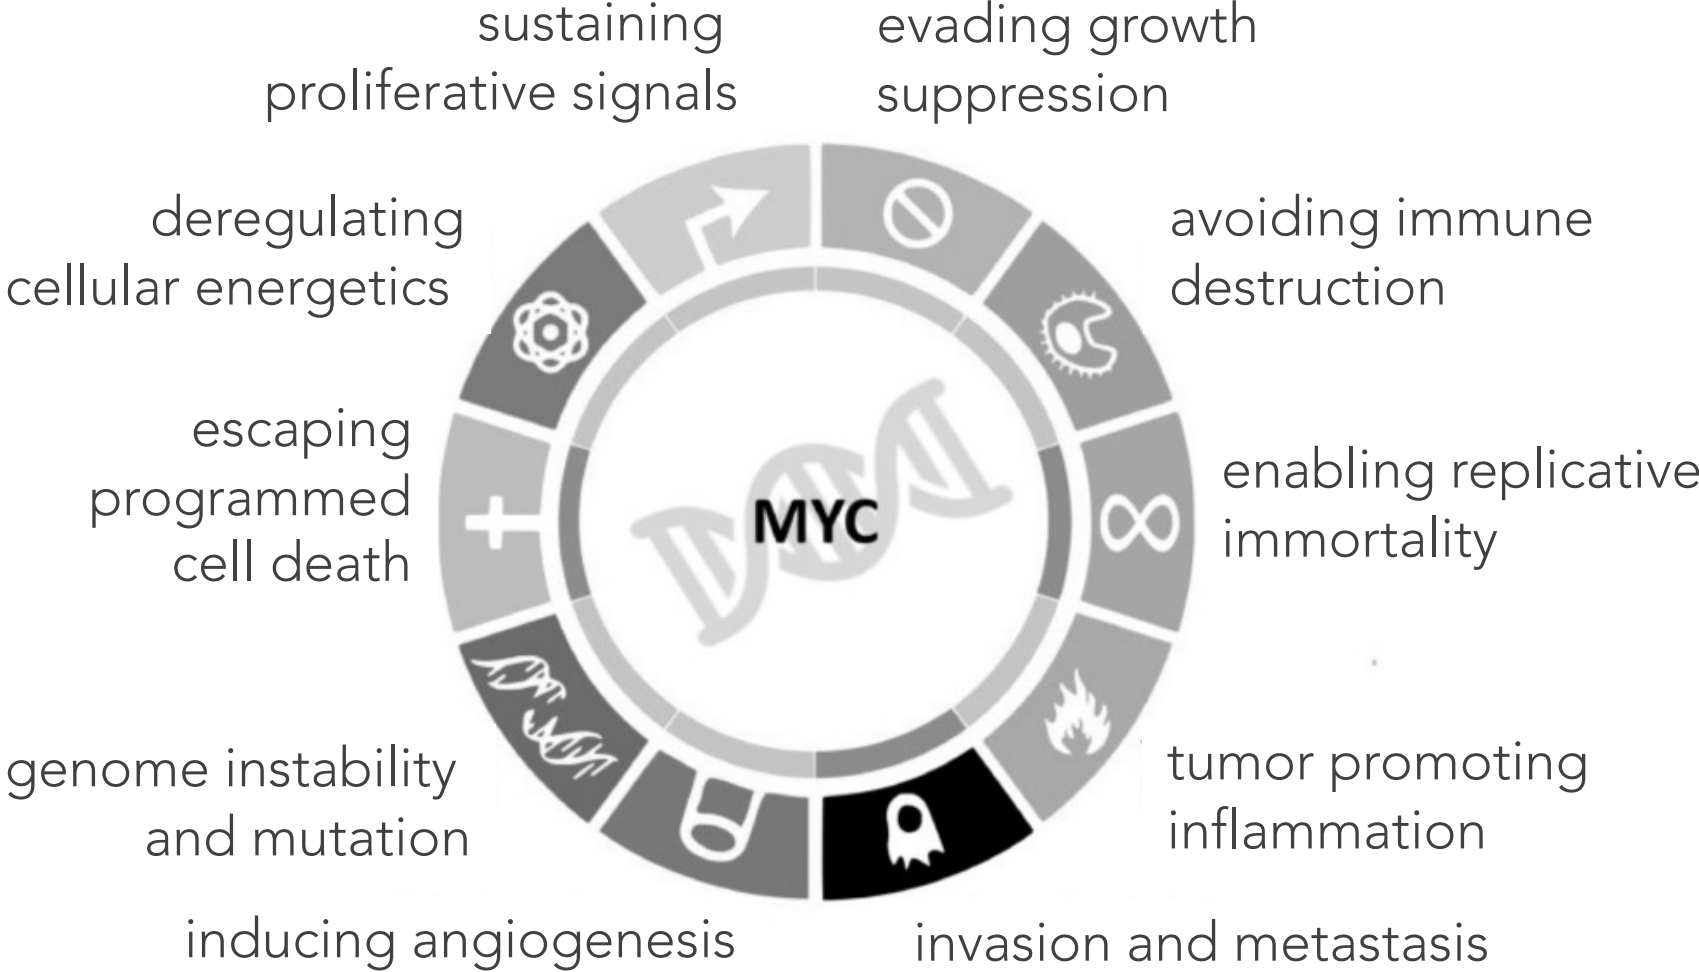 sustaining
proliferative signals
evading growth
suppression
deregulating
cellular energetics
avoiding immune
destruction
escaping
programmed
cell death
MYC
enabling replicative
immortality
genome instability
and mutation
tumor promoting
inflammation
inducing angiogenesis
invasion and metastasis